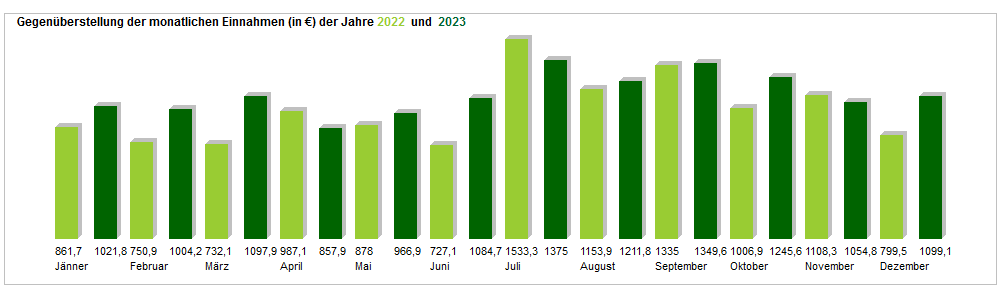 Gegenüberstellung der monatlichen Einnahmen (in €) der Jahre 2022 und 2023
861,7 1021,8 750,9 1004,2 732,1 1097,9 987,1 857,9 878 966,9 727,1 1084,7 1533,3 1375 1153,9 1211,8 1335 1349,6 1006,9 1245,6 1108,3 1054,8 799,5 1099,1
Jänner Februar März April Mai Juni Juli August September Oktober November Dezember